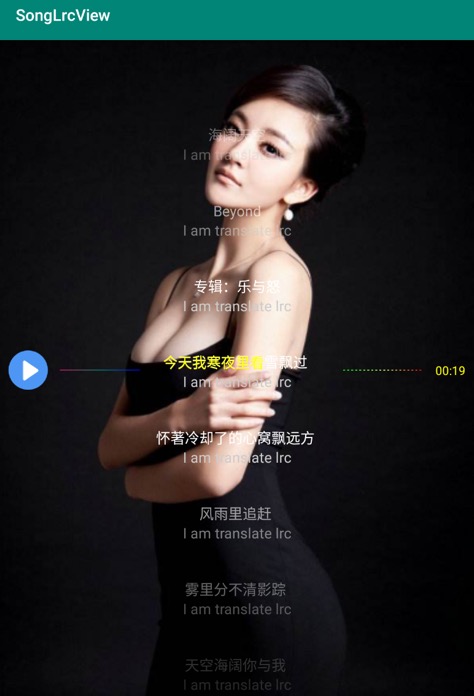 SongLrcView
海阔天空
I am translate lrc
Beyond
I am translate lrc
专辑：乐与怒
I am translate lrc
今天我寒夜里看雪飘过
00:19
I am translate lrc
怀著冷却了的心窝飘远方
I am translate lrc
风雨里追赶
I am translate lrc
雾里分不清影踪
I am translate lrc
天空海阔你与我
I am translate lrc